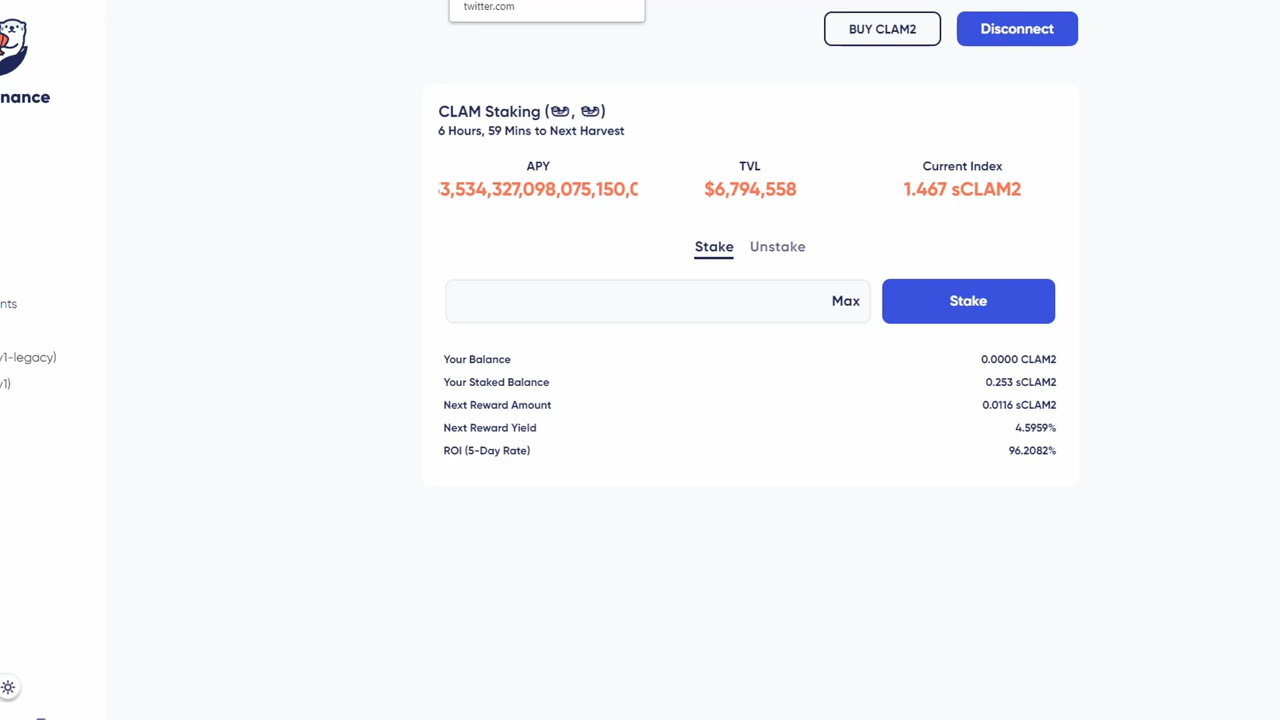 twitter.com
BUY CLAM2
Disconnect
nance
CLAM Staking (
,
)
6 Hours, 59 Mins to Next Harvest
APY
TVL
Current Index
3,534,327,098,075,150,0
$6,794,558
1.467 sCLAM2
Stake
Unstake
Max
Stake
nts
v1-legacy)
v1)
Your Balance
0.0000 CLAM2
Your Staked Balance
0.253 sCLAM2
Next Reward Amount
0.0116 sCLAM2
Next Reward Yield
4.5959%
ROI (5-Day Rate)
96.2082%